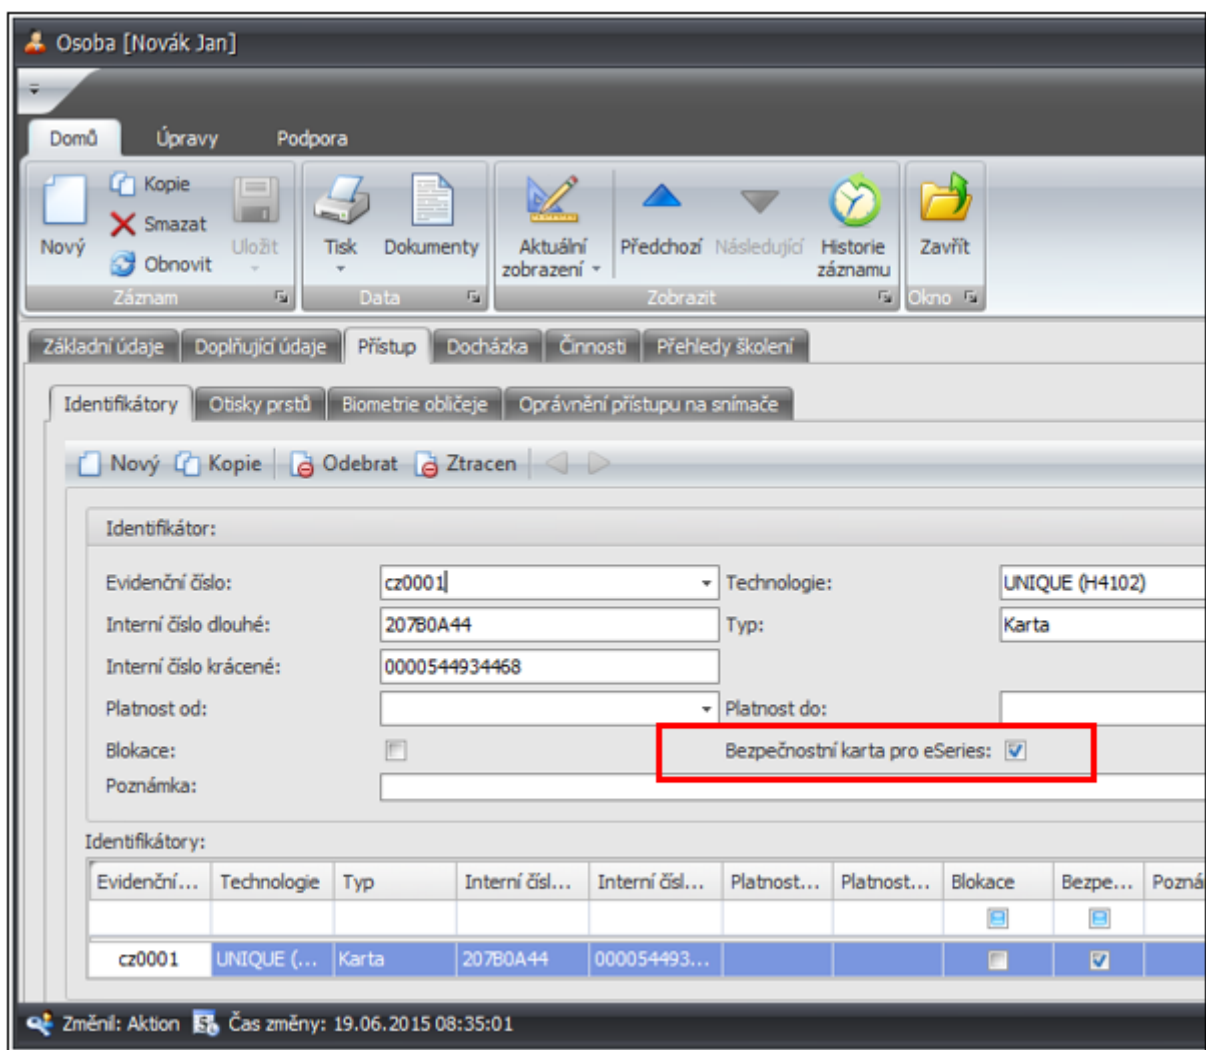 Osoba [Novák Jan]
Domů Úpravy Podpora
Nový Kopie Smazat Obnovit Uložit Tisk Dokumenty Aktuální zobrazení Předchozí Následující Historie záznamu Zavřít
Záznam Data Zobrazit Okno
Základní údaje Doplňující údaje Přístup Docházka Činnosti Přehledy školení
Identifikátory Otisky prstů Biometrie obličeje Oprávnění přístupu na snímače
Nový Kopie Odebrat Ztracen
Identifikátor:
Evidenční číslo: cz0001 Technologie: UNIQUE (H4102)
Interní číslo dlouhé: 207B0A44 Typ: Karta
Interní číslo krácené: 0000544934468
Platnost od: Platnost do:
Blokace: Bezpečnostní karta pro eSeries:
Poznámka:
Identifikátory:
Evidenční... Technologie Typ Interní čísl... Interní čísl... Platnost... Platnost... Blokace Bezpe... Pozná
cz0001 UNIQUE (... Karta 207B0A44 000054493...
Změnil: Aktion Čas změny: 19.06.2015 08:35:01